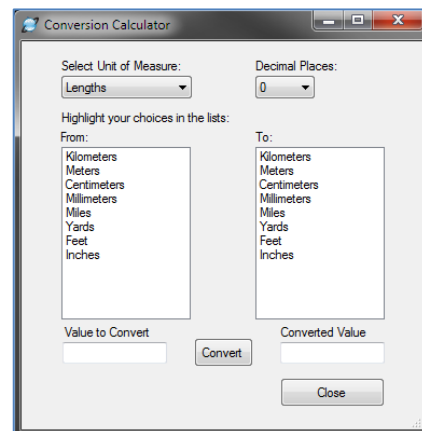 Conversion Calculator
Select Unit of Measure: Decimal Places:
Lengths 0
Highlight your choices in the lists:
From: To:
Kilometers Kilometers
Meters Meters
Centimeters Centimeters
Millimeters Millimeters
Miles Miles
Yards Yards
Feet Feet
Inches Inches
Value to Convert Converted Value
Convert
Close